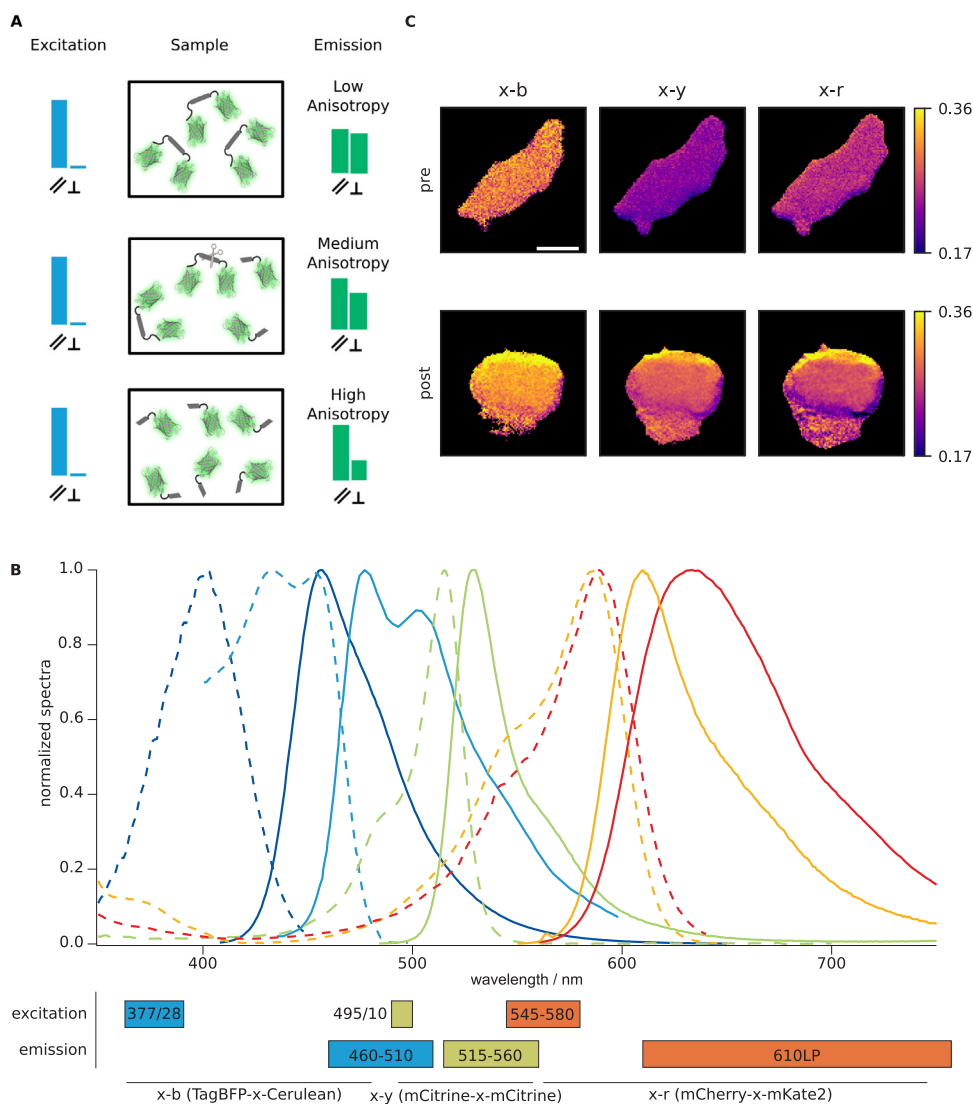 A
Excitation Sample Emission
Low
Anisotropy
// ⊥ // ⊥
Medium
Anisotropy
// ⊥ // ⊥
High
Anisotropy
// ⊥ // ⊥
C
x-b x-y x-r
pre
0.36
0.17
post
0.36
0.17
B
normalized spectra
1.0
0.8
0.6
0.4
0.2
0.0
400 500 600 700
wavelength / nm
excitation 377/28 495/10 545-580
emission 460-510 515-560 610LP
x-b (TagBFP-x-Cerulean) x-y (mCitrine-x-mCitrine) x-r (mCherry-x-mKate2)